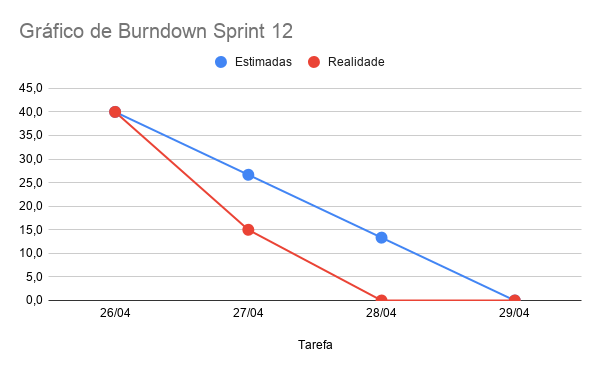 Gráfico de Burndown Sprint 12
Estimadas Realidade
45,0
40,0
35,0
30,0
25,0
20,0
15,0
10,0
5,0
0,0
26/04 27/04 28/04 29/04
Tarefa